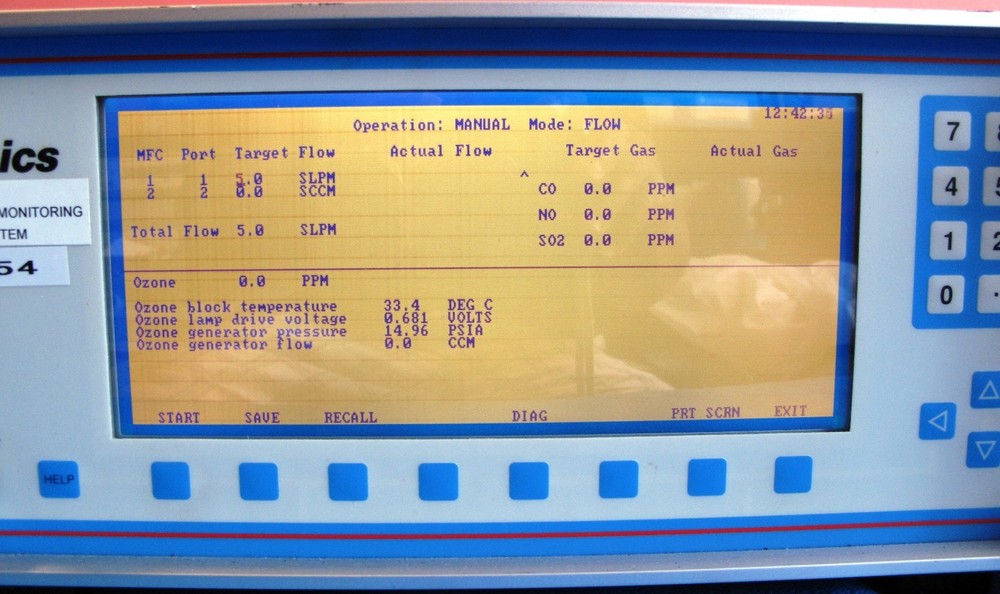 12:42:36
Operation: MANUAL Mode: FLOW
MFC Port Target Flow Actual Flow Target Gas Actual Gas
1 1 5.0 SLPM ^
2 2 0.0 SCCM CO 0.0 PPM
NO 0.0 PPM
Total Flow 5.0 SLPM
SO2 0.0 PPM
Ozone 0.0 PPM
Ozone block temperature 33.4 DEG C
Ozone lamp drive voltage 0.681 VOLTS
Ozone generator pressure 14.96 PSIA
Ozone generator flow 0.0 CCM
START SAVE RECALL DIAG PRT SCRN EXIT
ics
MONITORING
TEM
54
HELP
7
4
1 2
0 .